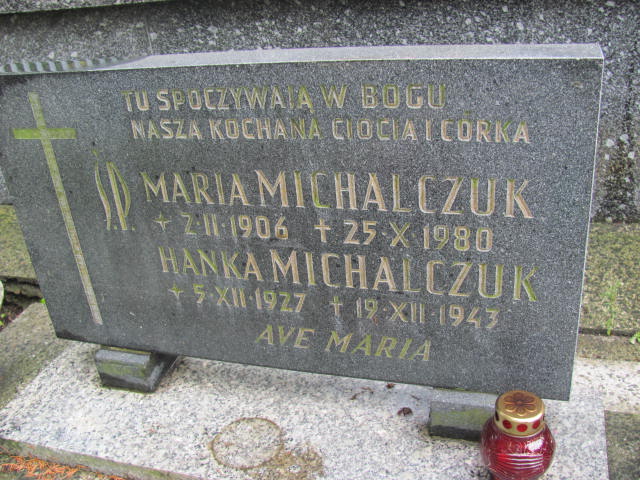 TU SPOCZYWAJĄ W BOGU
NASZA KOCHANA CIOCIA I CÓRKA
Ś.P. MARIA MICHALCZUK
+ 2.II.1906 + 25.X.1980
HANKA MICHALCZUK
+ 5.XII.1927 + 19.XII.1943
AVE MARIA